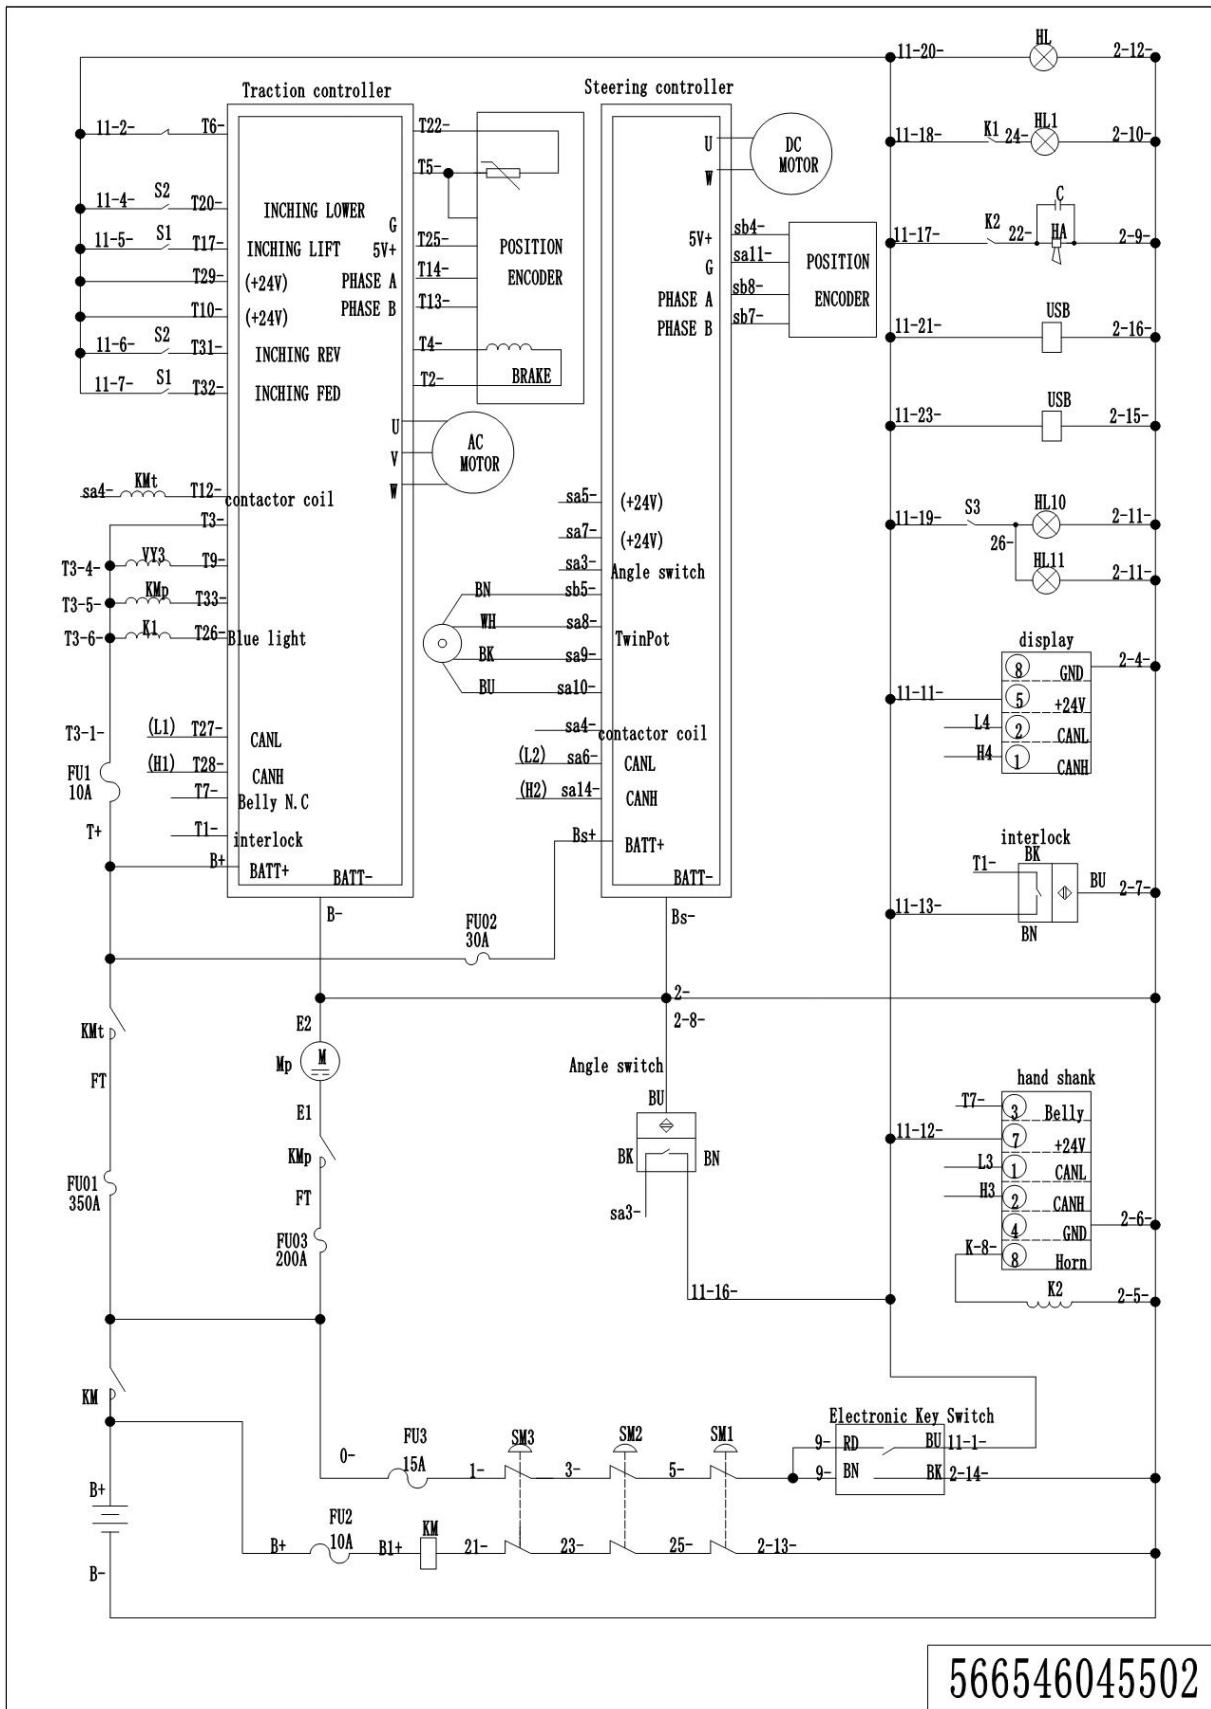 HL
11-20-
2-12-
Traction controller
Steering controller
11-2-
T6-
T22-
U
DC
MOTOR
W
11-18-
K1
24-
HL1
2-10-
T5-
11-4-
S2
T20-
INCHING LOWER
G
C
11-5-
S1
T17-
INCHING LIFT
5V+
T25-
POSITION
ENCODER
5V+
sb4-
POSITION
ENCODER
11-17-
K2
22-
HA
2-9-
T29-
(+24V)
PHASE A
T14-
G
sa11-
T10-
(+24V)
PHASE B
T13-
PHASE A
sb8-
PHASE B
sb7-
USB
11-21-
2-16-
11-6-
S2
T31-
INCHING REV
T4-
BRAKE
11-7-
S1
T32-
INCHING FED
T2-
USB
11-23-
2-15-
U
V
W
AC
MOTOR
sa4-
KMt
T12-
contactor coil
sa5-
(+24V)
T3-
sa7-
(+24V)
11-19-
S3
26-
HL10
2-11-
HL11
2-11-
T3-4-
VY3
T9-
sa3-
Angle switch
T3-5-
KMp
T33-
BN
sb5-
T3-6-
K1
T26-
Blue light
WH
sa8-
TwinPot
BK
sa9-
BU
sa10-
display
8
GND
2-4-
11-11-
5
+24V
L4
2
CANL
H4
1
CANH
T3-1-
(L1)
T27-
CANL
sa4-
contactor coil
(H1)
T28-
CANH
(L2)
sa6-
CANL
FU1
10A
T7-
Belly N.C
(H2)
sa14-
CANH
T+
T1-
interlock
Bs+
BATT+
B+
BATT+
BATT-
BATT-
interlock
T1-
BK
BU
2-7-
11-13-
BN
B-
FU02
30A
Bs-
2-
2-8-
KMt
E2
Mp
M
Angle switch
FT
BU
hand shank
E1
T7-
3
Belly
11-12-
7
+24V
KMp
BK
BN
L3
1
CANL
FU01
350A
FT
H3
2
CANH
sa3-
4
GND
2-6-
FU03
200A
K-8-
8
Horn
11-16-
K2
2-5-
KM
Electronic Key Switch
0-
FU3
15A
1-
SM3
3-
SM2
5-
SM1
9-
RD
BU
11-1-
9-
BN
BK
2-14-
B+
B+
FU2
10A
B1+
KM
21-
23-
25-
2-13-
B-
566546045502